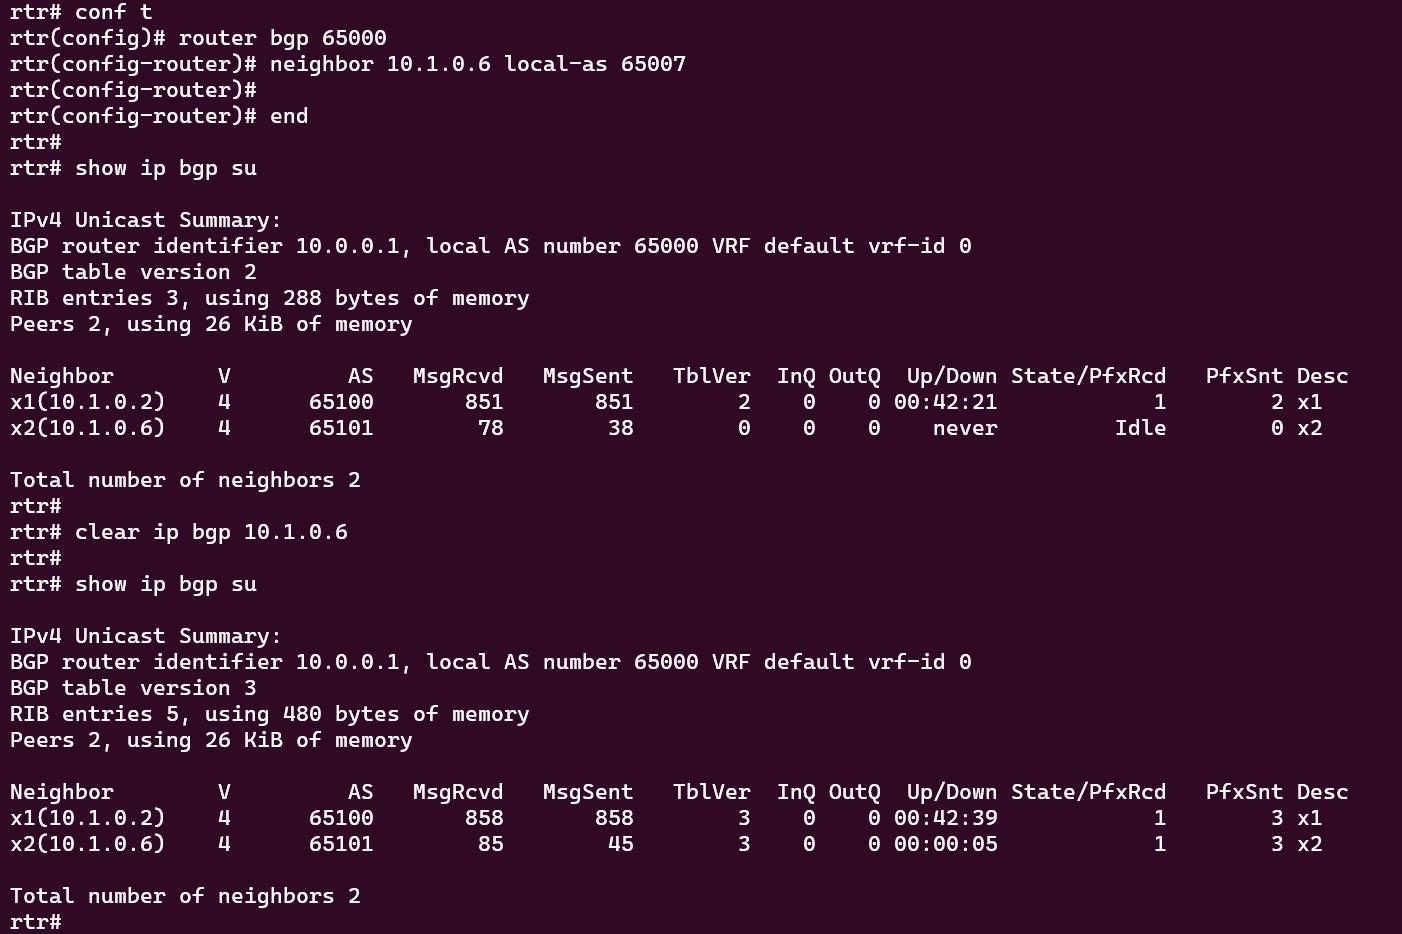 rtr# conf t
rtr(config)# router bgp 65000
rtr(config-router)# neighbor 10.1.0.6 local-as 65007
rtr(config-router)#
rtr(config-router)# end
rtr#
rtr# show ip bgp su

IPv4 Unicast Summary:
BGP router identifier 10.0.0.1, local AS number 65000 VRF default vrf-id 0
BGP table version 2
RIB entries 3, using 288 bytes of memory
Peers 2, using 26 KiB of memory

Neighbor        V         AS   MsgRcvd   MsgSent   TblVer  InQ OutQ  Up/Down State/PfxRcd   PfxSnt Desc
x1(10.1.0.2)    4      65100       851       851        2    0    0 00:42:21            1        2 x1
x2(10.1.0.6)    4      65101        78        38        0    0    0    never         Idle        0 x2

Total number of neighbors 2
rtr#
rtr# clear ip bgp 10.1.0.6
rtr#
rtr# show ip bgp su

IPv4 Unicast Summary:
BGP router identifier 10.0.0.1, local AS number 65000 VRF default vrf-id 0
BGP table version 3
RIB entries 5, using 480 bytes of memory
Peers 2, using 26 KiB of memory

Neighbor        V         AS   MsgRcvd   MsgSent   TblVer  InQ OutQ  Up/Down State/PfxRcd   PfxSnt Desc
x1(10.1.0.2)    4      65100       858       858        3    0    0 00:42:39            1        3 x1
x2(10.1.0.6)    4      65101        85        45        3    0    0 00:00:05            1        3 x2

Total number of neighbors 2
rtr#